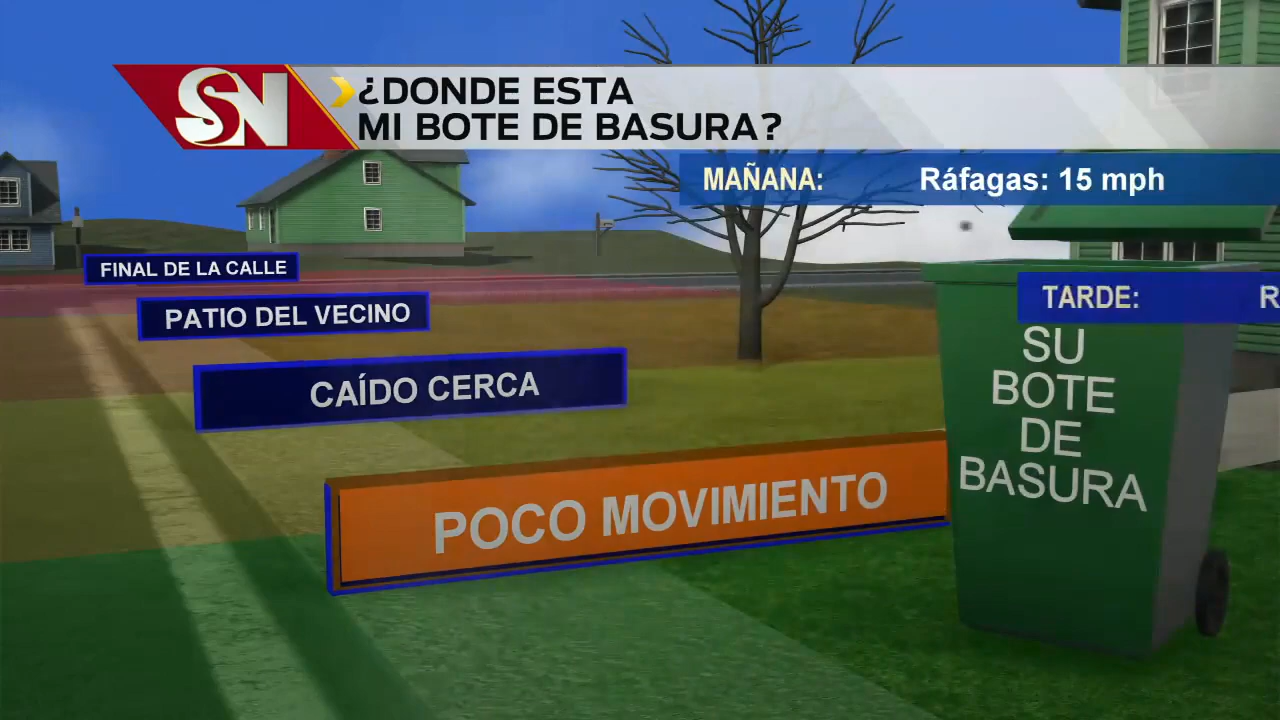 SN
¿DONDE ESTA
MI BOTE DE BASURA?
MAÑANA: Ráfagas: 15 mph
FINAL DE LA CALLE
TARDE: R
PATIO DEL VECINO
CAÍDO CERCA
POCO MOVIMIENTO
SU
BOTE
DE
BASURA